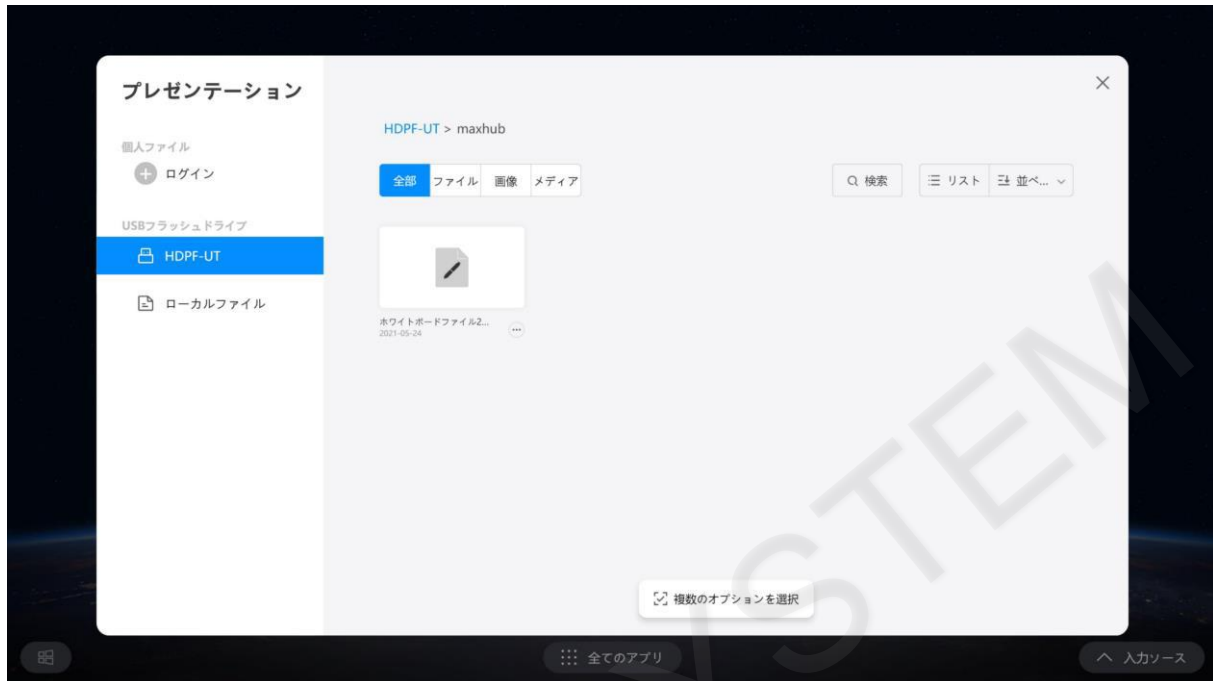 プレゼンテーション
個人ファイル
ログイン
USBフラッシュドライブ
HDPF-UT
ローカルファイル
HDPF-UT > maxhub
全部 ファイル 画像 メディア
検索 リスト 並べ...
ホワイトボードファイル2...
2021-05-24
複数のオプションを選択
全てのアプリ
入力ソース
YSTEM